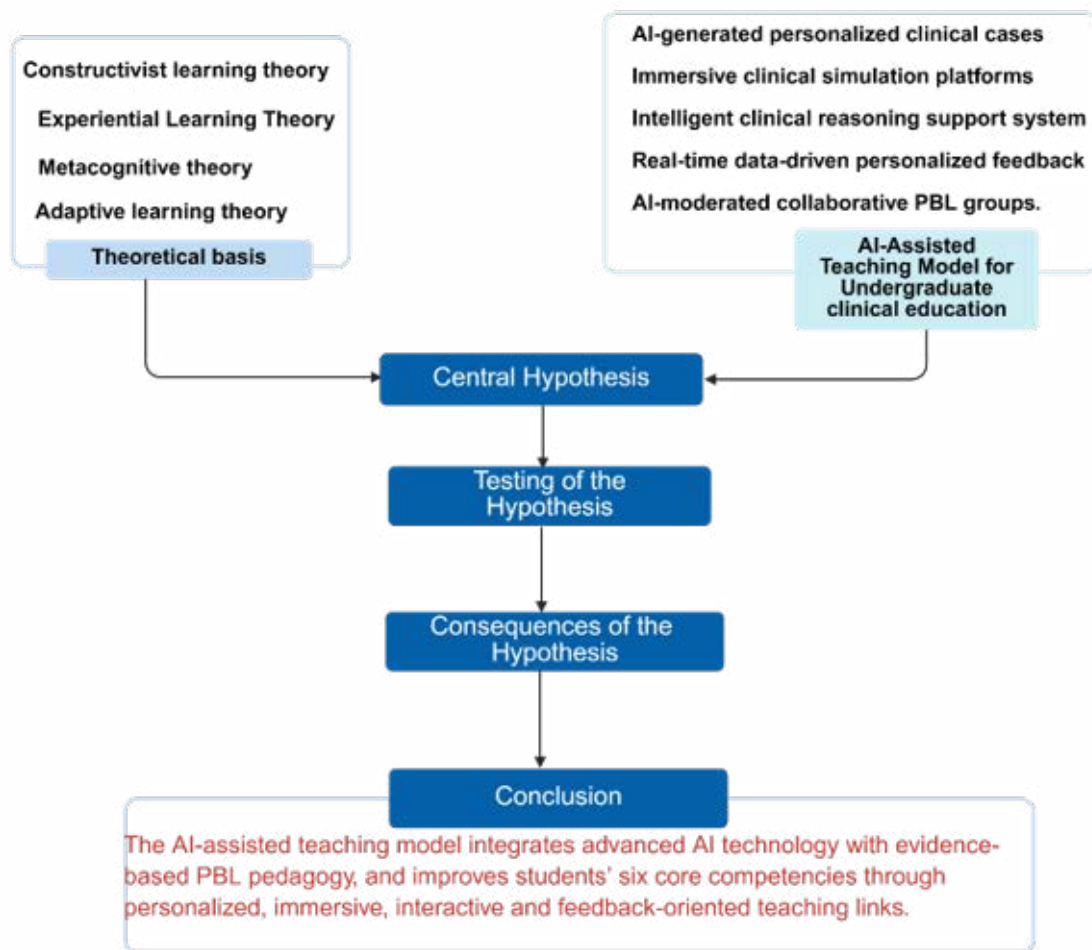 Constructivist learning theory
Experiential Learning Theory
Metacognitive theory
Adaptive learning theory
Theoretical basis
AI-generated personalized clinical cases
Immersive clinical simulation platforms
Intelligent clinical reasoning support system
Real-time data-driven personalized feedback
AI-moderated collaborative PBL groups.
AI-Assisted
Teaching Model for
Undergraduate
clinical education
Central Hypothesis
Testing of the
Hypothesis
Consequences of the
Hypothesis
Conclusion
The AI-assisted teaching model integrates advanced AI technology with evidence-
based PBL pedagogy, and improves students' six core competencies through
personalized, immersive, interactive and feedback-oriented teaching links.